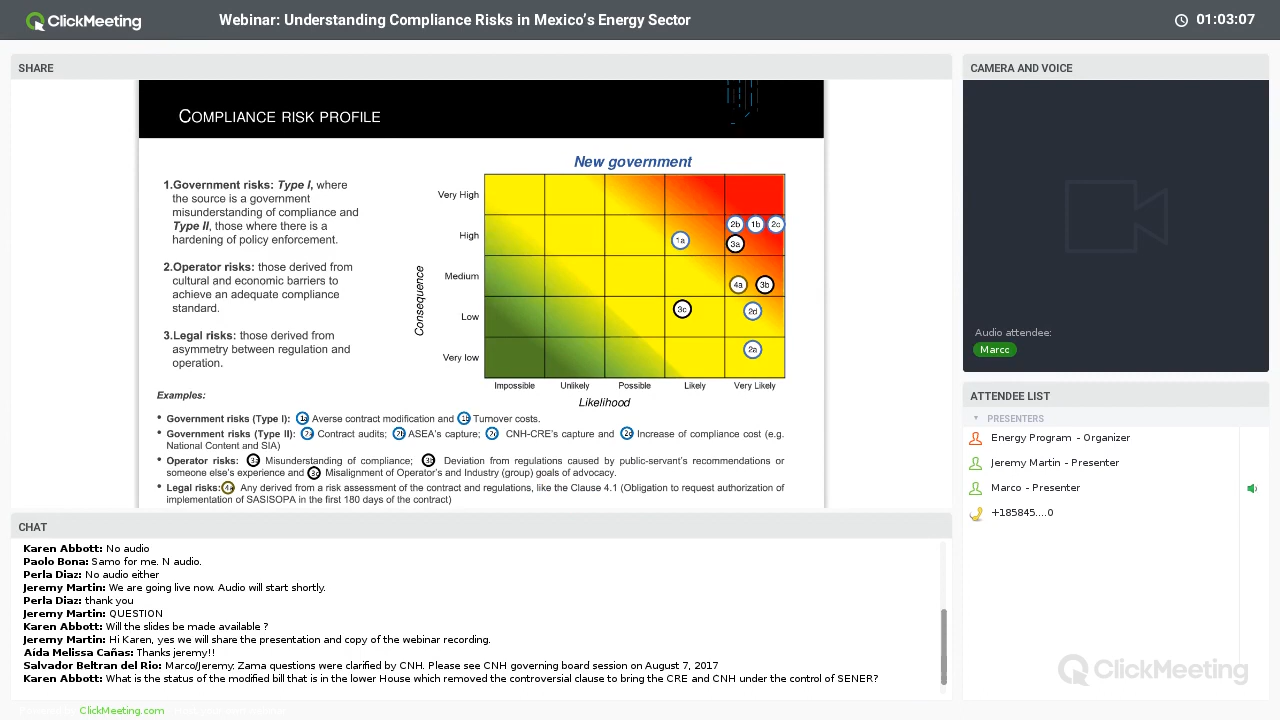 ClickMeeting
Webinar: Understanding Compliance Risks in Mexico's Energy Sector
01:03:07
SHARE
COMPLIANCE RISK PROFILE
1.Government risks: Type I, where
the source is a government
misunderstanding of compliance and
Type II, those where there is a
hardening of policy enforcement.
2.Operator risks: those derived from
cultural and economic barriers to
achieve an adequate compliance
standard.
3.Legal risks: those derived from
asymmetry between regulation and
operation.
New government
Consequence
Very High
High
Medium
Low
Very low
2b 1b 2c
1a 3a
4a 3b
3c 2d
2a
Impossible Unlikely Possible Likely Very Likely
Likelihood
Examples:
• Government risks (Type I): 1a Averse contract modification and 1b Turnover costs.
• Government risks (Type II): 2a Contract audits; 2b ASEA's capture; 2c CNH-CRE's capture and 2d Increase of compliance cost (e.g.
National Content and SIA)
• Operator risks: 3a Misunderstanding of compliance; 3b Deviation from regulations caused by public-servant's recommendations or
someone else's experience and 3c Misalignment of Operator's and Industry (group) goals of advocacy.
• Legal risks: 4a Any derived from a risk assessment of the contract and regulations, like the Clause 4.1 (Obligation to request authorization of
implementation of SASISOPA in the first 180 days of the contract)
CHAT
Karen Abbott: No audio
Paolo Bona: Samo for me. N audio.
Perla Diaz: No audio either
Jeremy Martin: We are going live now. Audio will start shortly.
Perla Diaz: thank you
Jeremy Martin: QUESTION
Karen Abbott: Will the slides be made available ?
Jeremy Martin: Hi Karen, yes we will share the presentation and copy of the webinar recording.
Aída Melissa Cañas: Thanks jeremy!!
Salvador Beltran del Rio: Marco/Jeremy: Zama questions were clarified by CNH. Please see CNH governing board session on August 7, 2017
Karen Abbott: What is the status of the modified bill that is in the lower House which removed the controversial clause to bring the CRE and CNH under the control of SENER?
ClickMeeting.com
CAMERA AND VOICE
Audio attendee:
Marco
ATTENDEE LIST
PRESENTERS
Energy Program - Organizer
Jeremy Martin - Presenter
Marco - Presenter
+185845....0
ClickMeeting